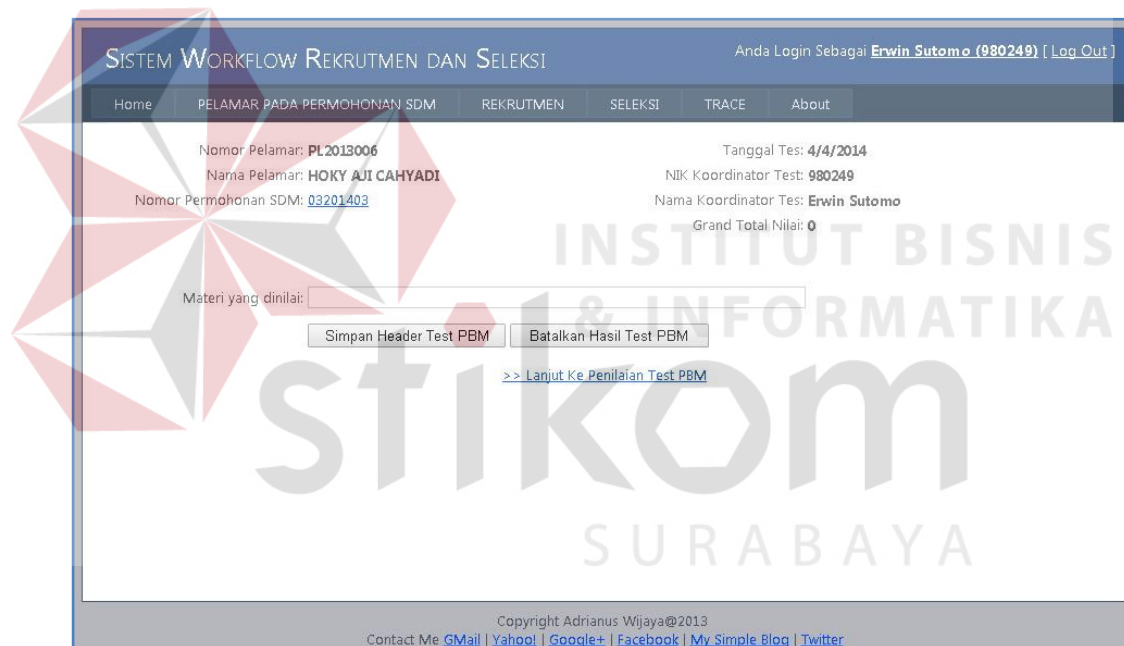 SISTEM WORKFLOW REKRUTMEN DAN SELEKSI
Anda Login Sebagai Erwin Sutomo (980249) [ Log Out ]
Home PELAMAR PADA PERMOHONAN SDM REKRUTMEN SELEKSI TRACE About
Nomor Pelamar: PL2013006
Nama Pelamar: HOKY AJI CAHYADI
Nomor Permohonan SDM: 03201403
Tanggal Tes: 4/4/2014
NIK Koordinator Test: 980249
Nama Koordinator Tes: Erwin Sutomo
Grand Total Nilai: 0
Materi yang dinilai:
Simpan Header Test PBM Batalkan Hasil Test PBM
>> Lanjut Ke Penilaian Test PBM
INSTITUT BISNIS
& INFORMATIKA
stikom
SURABAYA
Copyright Adrianus Wijaya@2013
Contact Me GMail | Yahoo! | Google+ | Facebook | My Simple Blog | Twitter